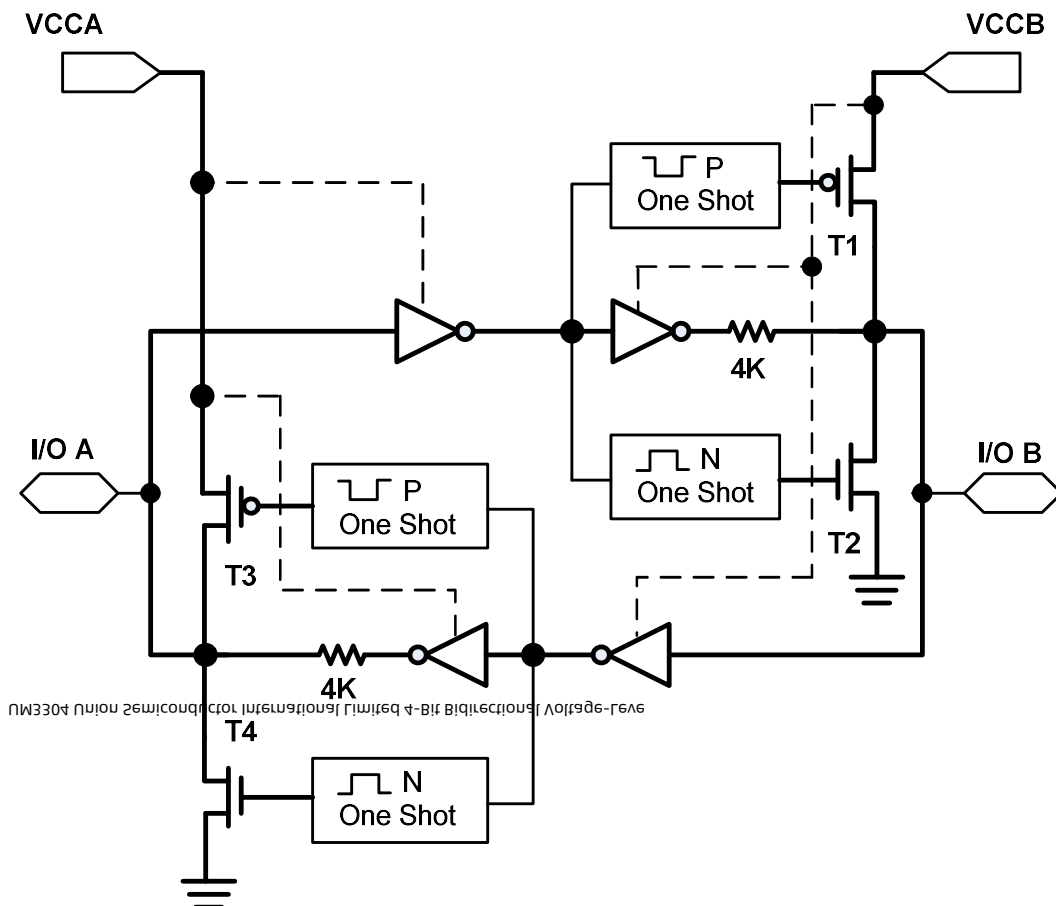 VCCA
VCCB
P
One Shot
T1
4K
I/O A
N
One Shot
I/O B
P
One Shot
T2
T3
4K
UM3304 Union Semiconductor International Limited 4-Bit Bidirectional Voltage-Leve
T4
N
One Shot